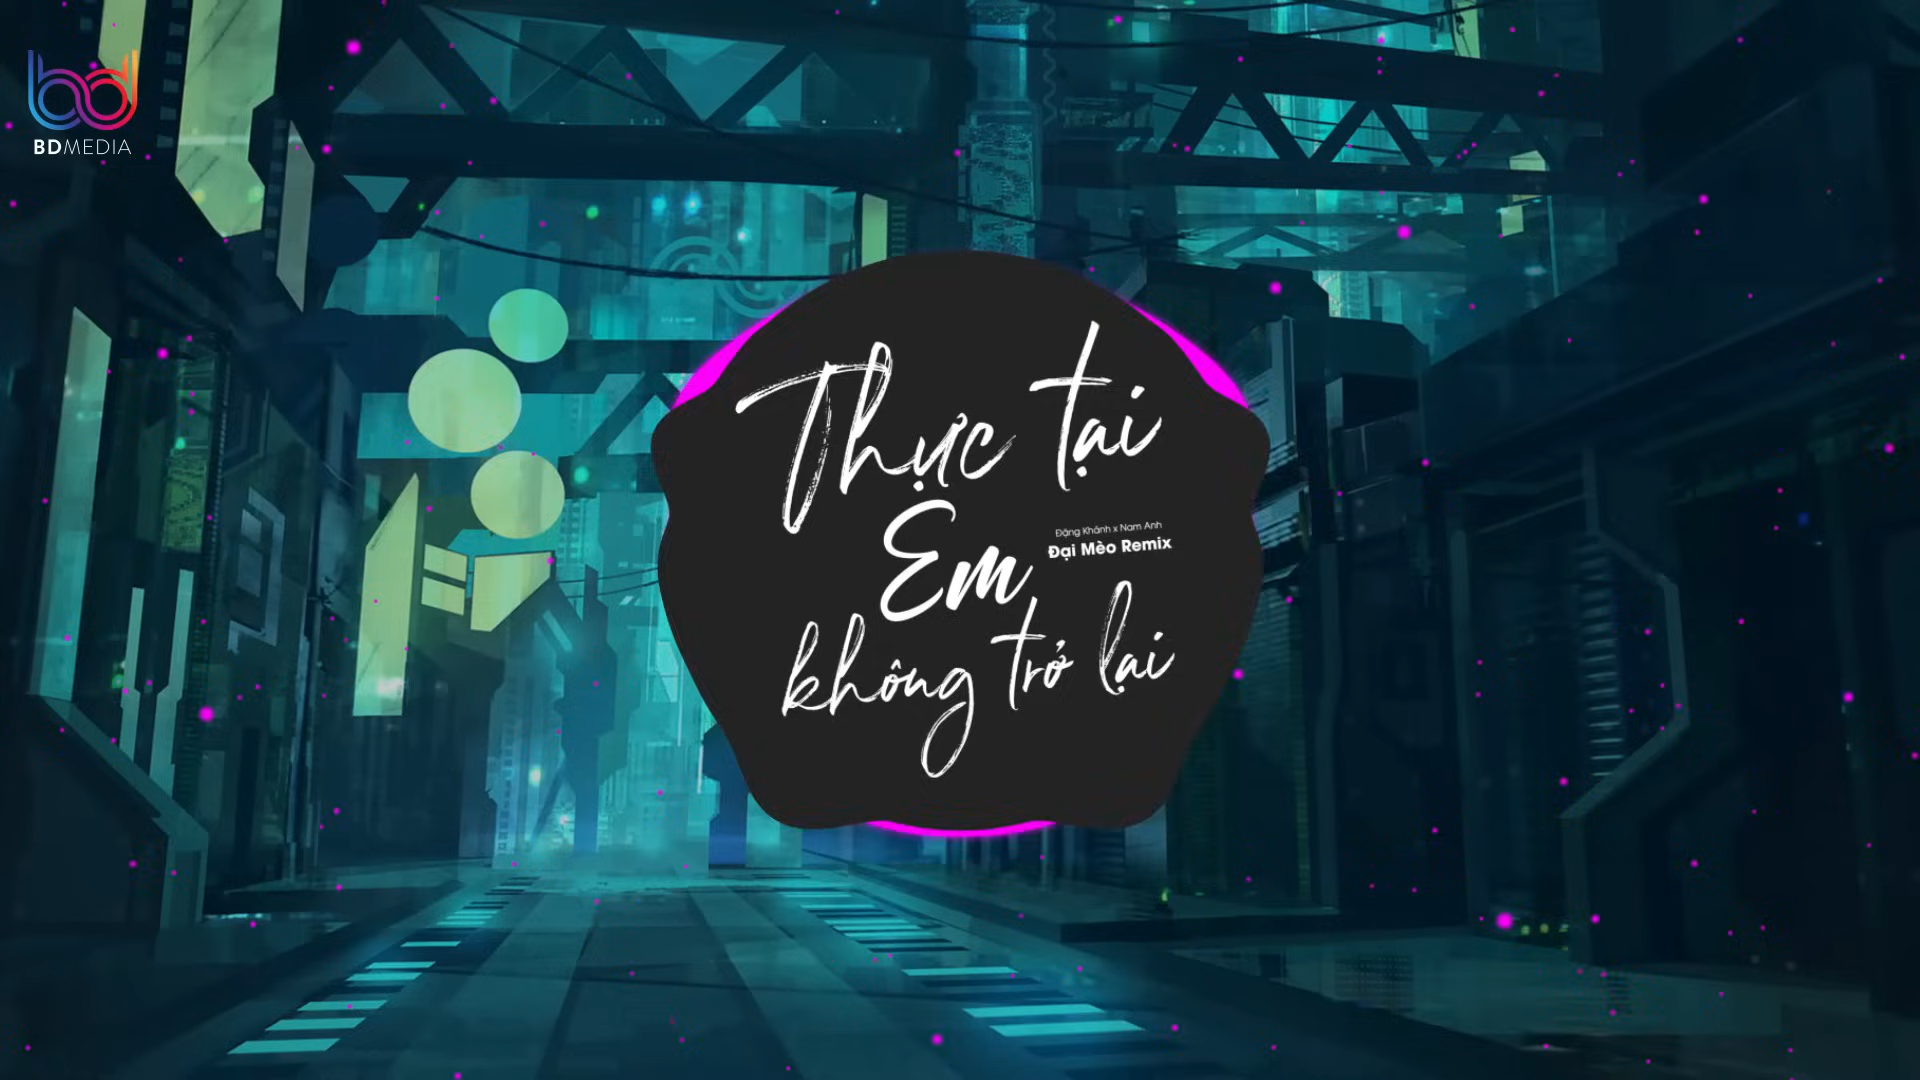 BDMEDIA
Thực tại
Em
Đặng Khánh x Nam Anh
Đại Mèo Remix
không trở lại